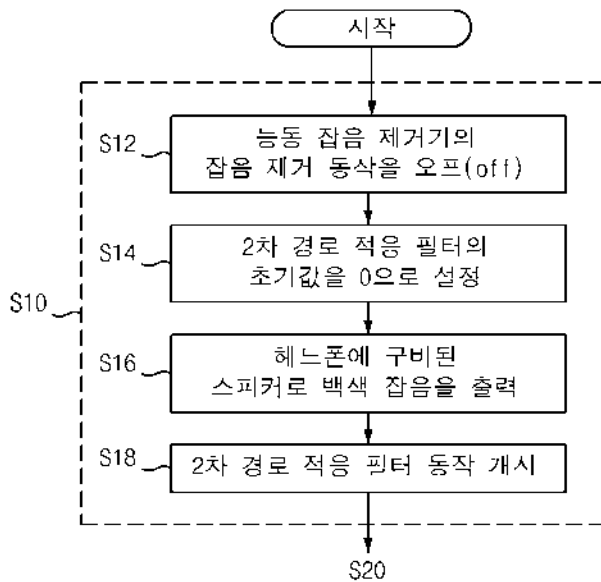 시작
S12
능동 잡음 제거기의
잡음 제거 동작을 오프(off)
S14
2차 경로 적응 필터의
초기값을 0으로 설정
S10
S16
헤드폰에 구비된
스피커로 백색 잡음을 출력
S18
2차 경로 적응 필터 동작 개시
S20